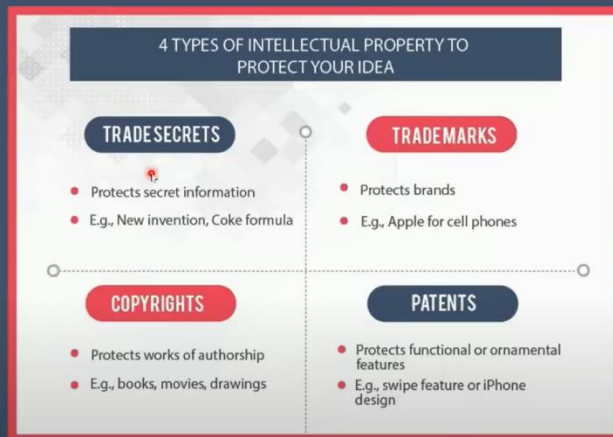 4 TYPES OF INTELLECTUAL PROPERTY TO
PROTECT YOUR IDEA
TRADE SECRETS
Protects secret information
E.g., New invention, Coke formula
TRADEMARKS
Protects brands
E.g., Apple for cell phones
COPYRIGHTS
Protects works of authorship
E.g., books, movies, drawings
PATENTS
Protects functional or ornamental
features
E.g., swipe feature or iPhone
design